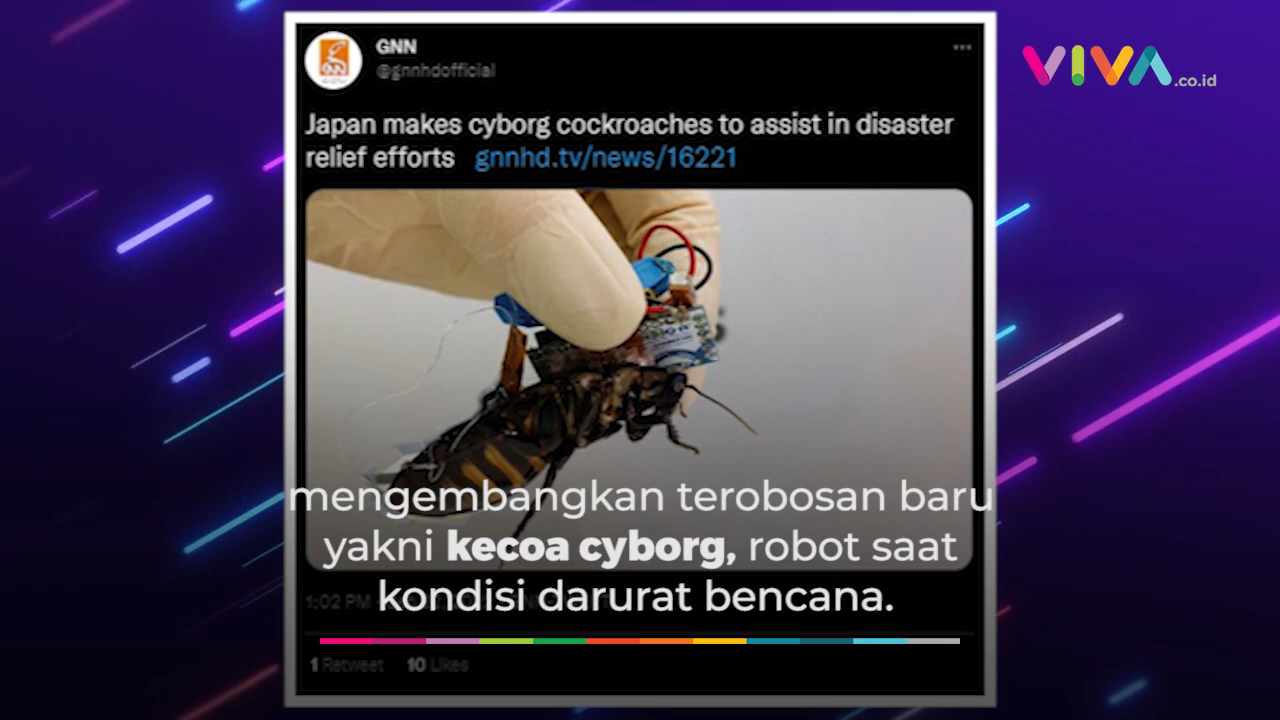 GNN
@gnnhdofficial
VIVA.co.id
Japan makes cyborg cockroaches to assist in disaster
relief efforts gnnhd.tv/news/16221
mengembangkan terobosan baru
yakni kecoa cyborg, robot saat
kondisi darurat bencana.
1:02 PM
1 Retweet 10 Likes